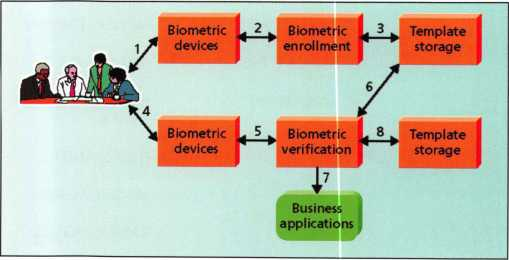 1
Biometric
devices
2
Biometric
enrollment
3
Template
storage
6
4
Biometric
devices
5
Biometric
verification
8
Template
storage
7
Business
applications